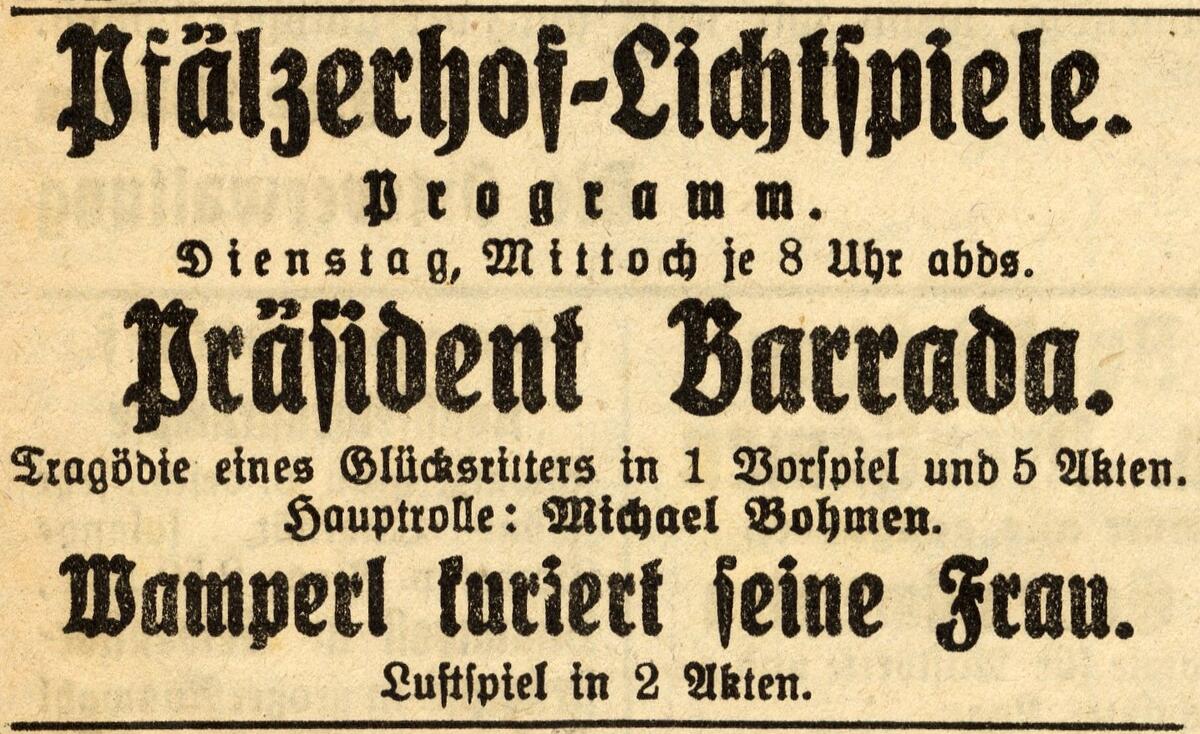 Pfälzerhof-Lichtspiele.
Programm.
Dienstag, Mittoch je 8 Uhr abds.
Präsident Barrada.
Tragödie eines Glücksritters in 1 Vorspiel und 5 Akten.
Hauptrolle: Michael Bohmen.
Wamperl kuriert seine Frau.
Luftspiel in 2 Akten.